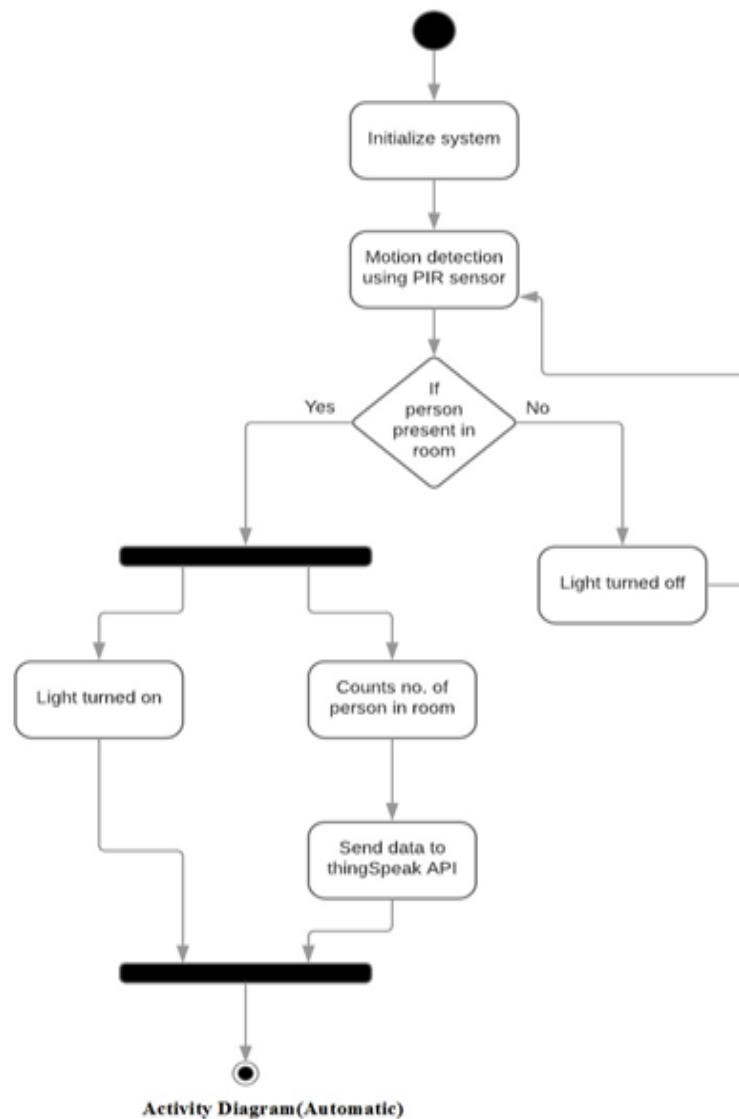 Initialize system
Motion detection
using PIR sensor
If
person
present in
room
Yes
No
Light turned off
Light turned on
Counts no. of
person in room
Send data to
thingSpeak API
Activity Diagram(Automatic)